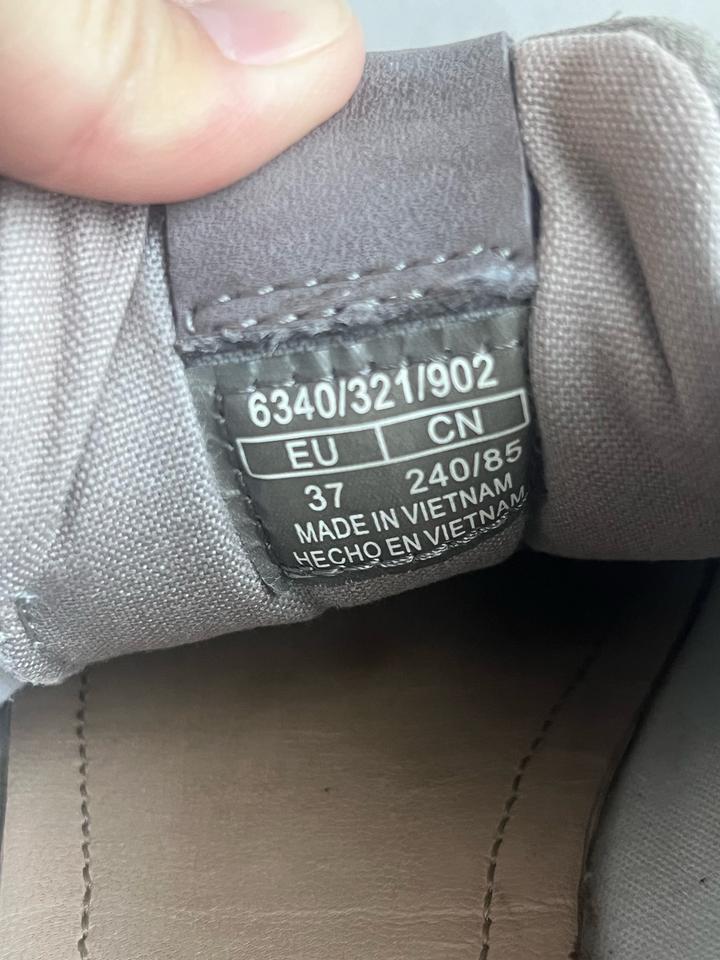 6340/321/902
EU CN
37 240/85
MADE IN VIETNAM
HECHO EN VIETNAM